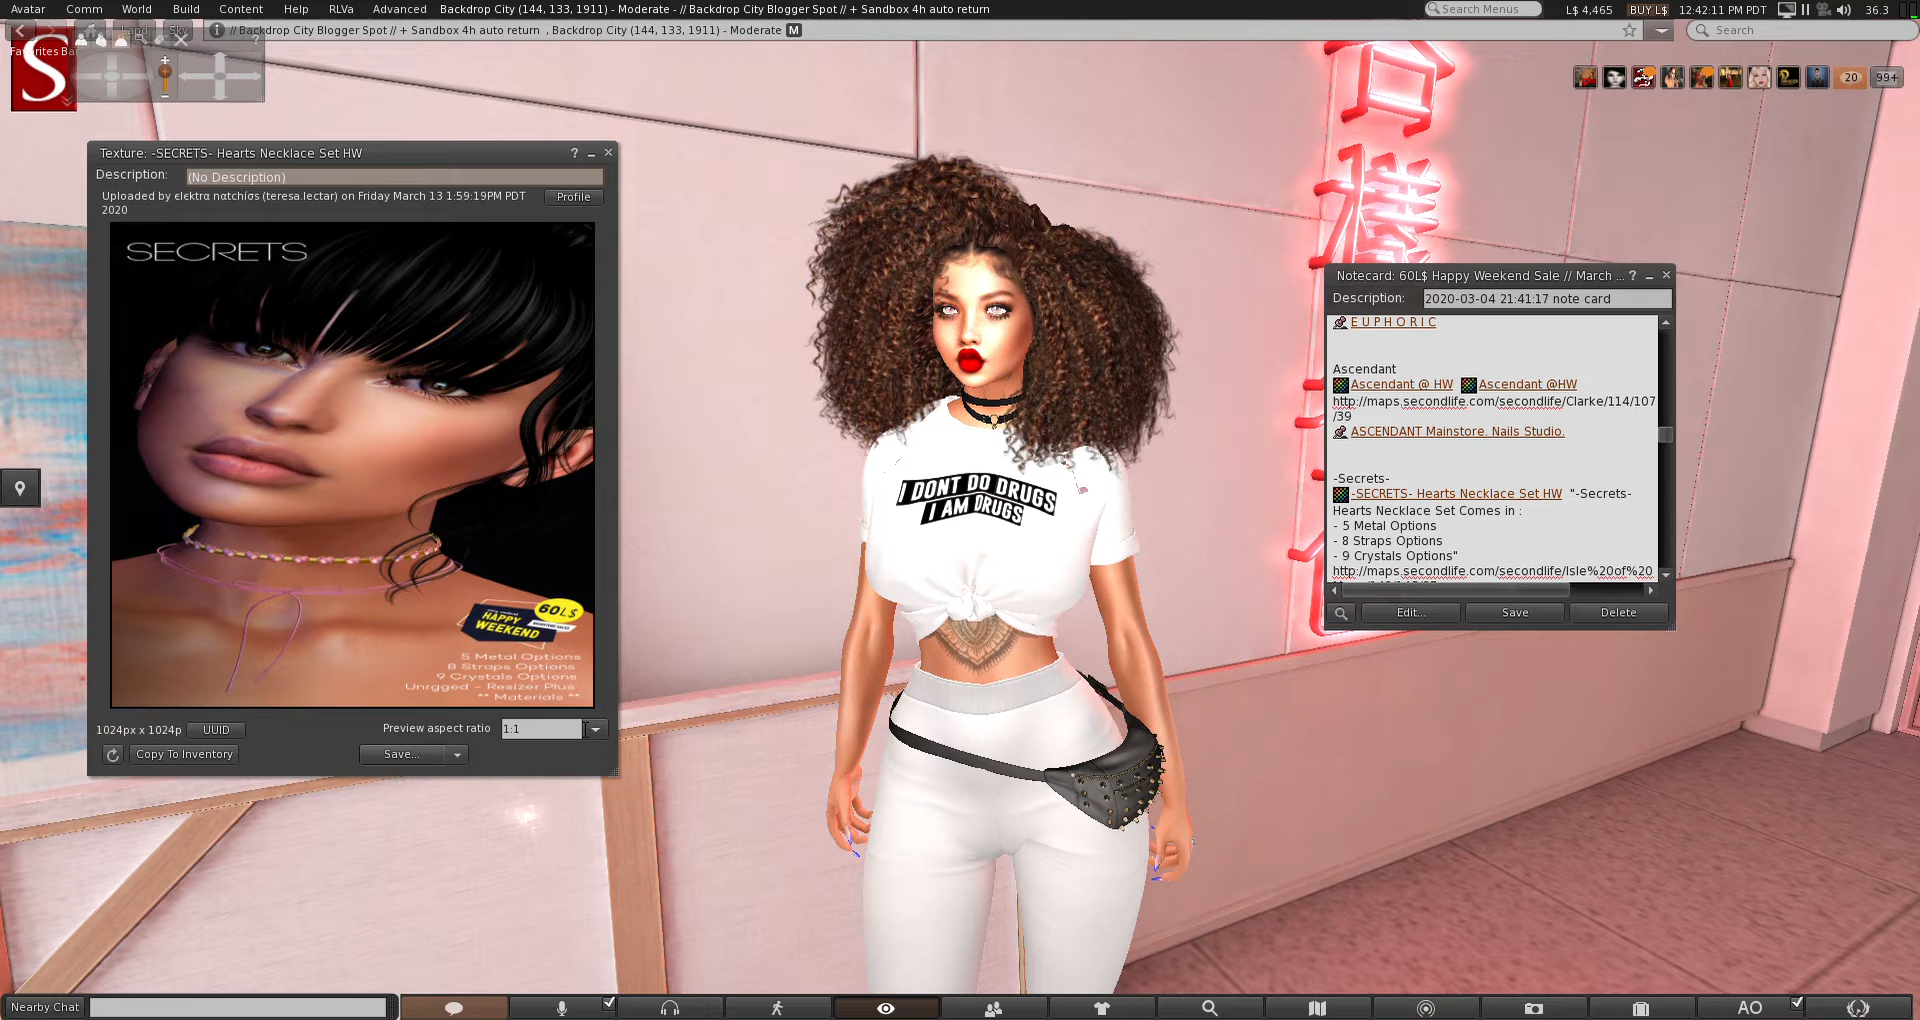 Avatar Comm World Build Content Help RLVa Advanced Backdrop City (144, 133, 1911) - Moderate - // Backdrop City Blogger Spot // + Sandbox 4h auto return
Search Menus L$ 4,465 BUY L$ 12:42:11 PM PDT 36.3
// Backdrop City Blogger Spot // + Sandbox 4h auto return , Backdrop City (144, 133, 1911) - Moderate M
Search
20 99+
S
Texture: -SECRETS- Hearts Necklace Set HW
Description: (No Description)
Uploaded by єlєktrα nαtchíσs (teresa.lectar) on Friday March 13 1:59:19PM PDT
2020
Profile
SECRETS
60L$
HAPPY
WEEKEND
5 Metal Options
8 Straps Options
9 Crystals Options
Unrgged - Resizer Plus
** Materials **
1024px x 1024p UUID Preview aspect ratio 1:1
Copy To Inventory Save...
I DONT DO DRUGS
I AM DRUGS
Notecard: 60L$ Happy Weekend Sale // March ...
Description: 2020-03-04 21:41:17 note card
E U P H O R I C
Ascendant
Ascendant @ HW Ascendant @HW
http://maps.secondlife.com/secondlife/Clarke/114/107
/39
ASCENDANT Mainstore. Nails Studio.
-Secrets-
-SECRETS- Hearts Necklace Set HW "-Secrets-
Hearts Necklace Set Comes in :
- 5 Metal Options
- 8 Straps Options
- 9 Crystals Options"
http://maps.secondlife.com/secondlife/Isle%20of%20
Edit... Save Delete
Nearby Chat
AO